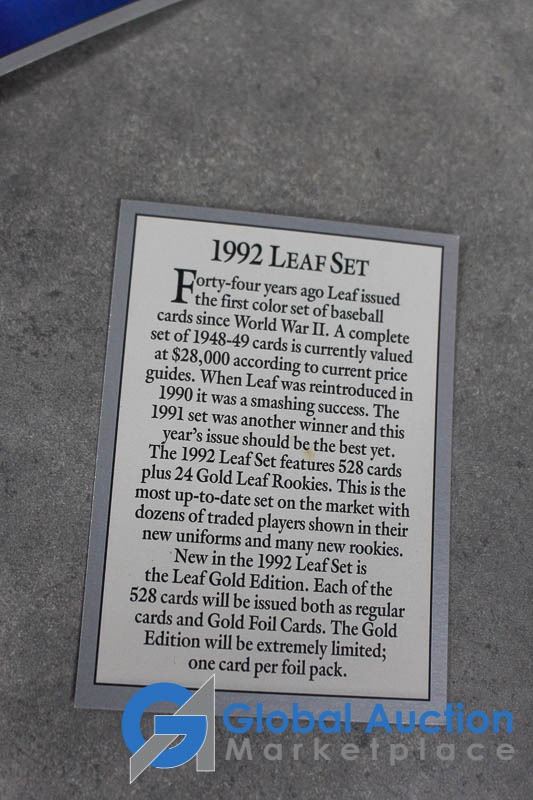 1992 LEAF SET
Forty-four years ago Leaf issued
the first color set of baseball
cards since World War II. A complete
set of 1948-49 cards is currently valued
at $28,000 according to current price
guides. When Leaf was reintroduced in
1990 it was a smashing success. The
1991 set was another winner and this
year's issue should be the best yet.
The 1992 Leaf Set features 528 cards
plus 24 Gold Leaf Rookies. This is the
most up-to-date set on the market with
dozens of traded players shown in their
new uniforms and many new rookies.
New in the 1992 Leaf Set is
the Leaf Gold Edition. Each of the
528 cards will be issued both as regular
cards and Gold Foil Cards. The Gold
Edition will be extremely limited;
one card per foil pack.
Global Auction
Marketplace